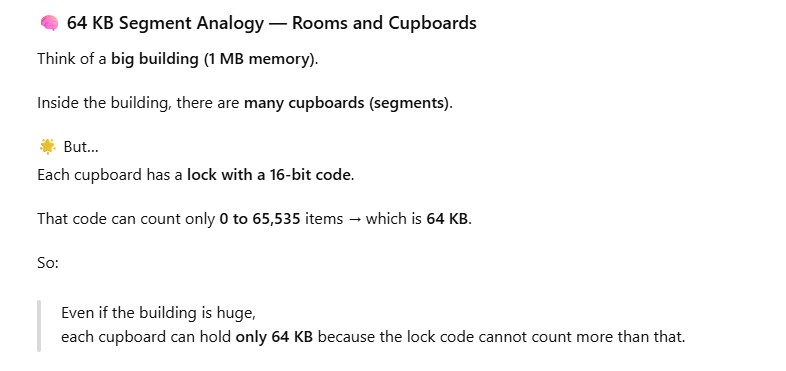 🧠 64 KB Segment Analogy — Rooms and Cupboards
Think of a big building (1 MB memory).
Inside the building, there are many cupboards (segments).
🌟 But...
Each cupboard has a lock with a 16-bit code.
That code can count only 0 to 65,535 items → which is 64 KB.
So:
Even if the building is huge,
each cupboard can hold only 64 KB because the lock code cannot count more than that.